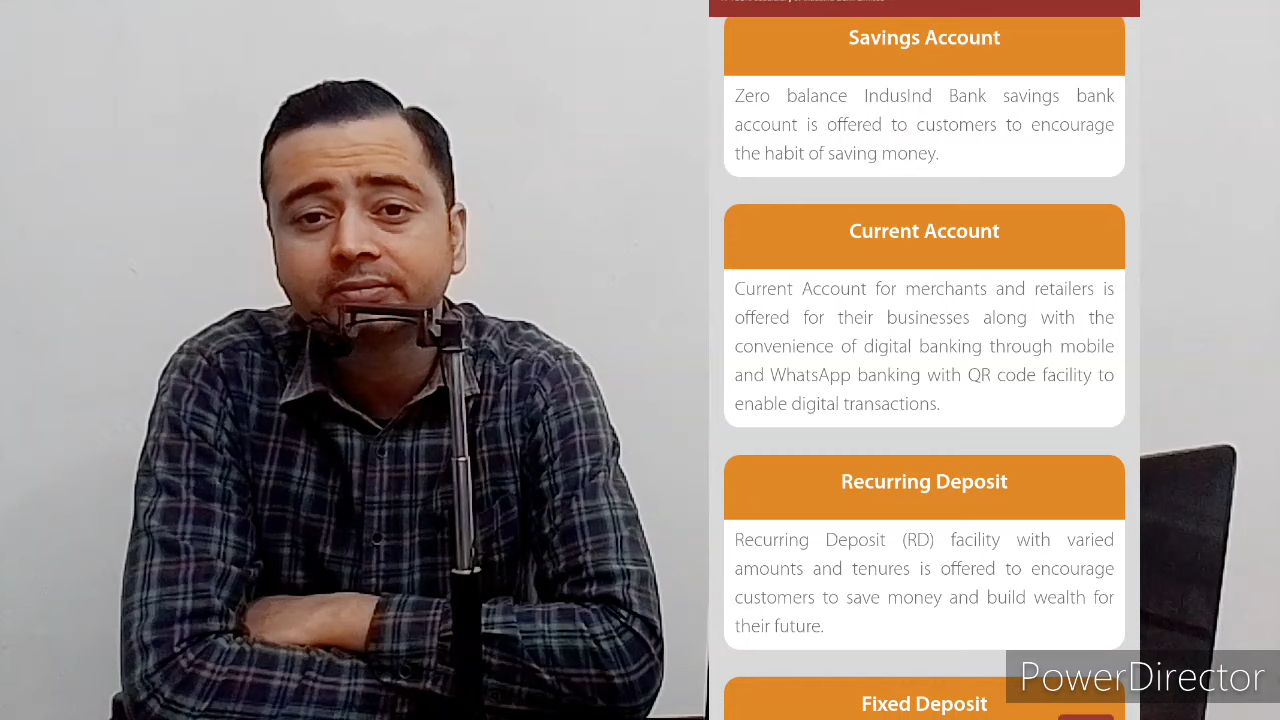 Savings Account
Zero balance IndusInd Bank savings bank
account is offered to customers to encourage
the habit of saving money.
Current Account
Current Account for merchants and retailers is
offered for their businesses along with the
convenience of digital banking through mobile
and WhatsApp banking with QR code facility to
enable digital transactions.
Recurring Deposit
Recurring Deposit (RD) facility with varied
amounts and tenures is offered to encourage
customers to save money and build wealth for
their future.
Fixed Deposit
PowerDirector